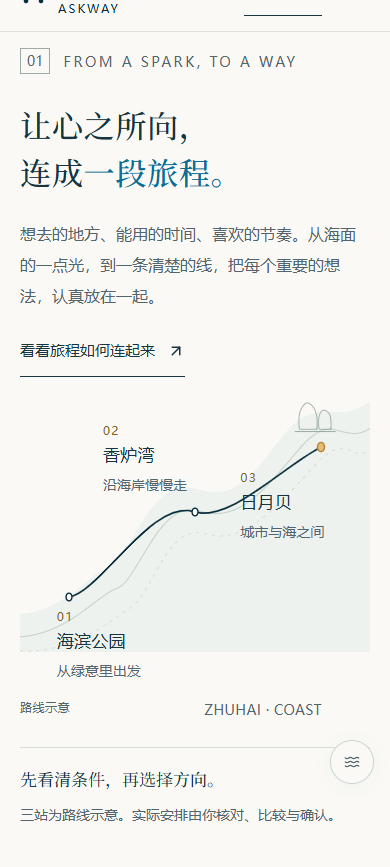 ASKWAY
01 FROM A SPARK, TO A WAY
让心之所向，
连成一段旅程。
想去的地方、能用的时间、喜欢的节奏。从海面
的一点光，到一条清楚的线，把每个重要的想
法，认真放在一起。
看看旅程如何连起来
02
香炉湾
沿海岸慢慢走
03
日月贝
城市与海之间
01
海滨公园
从绿意里出发
路线示意
ZHUHAI · COAST
先看清条件，再选择方向。
三站为路线示意。实际安排由你核对、比较与确认。